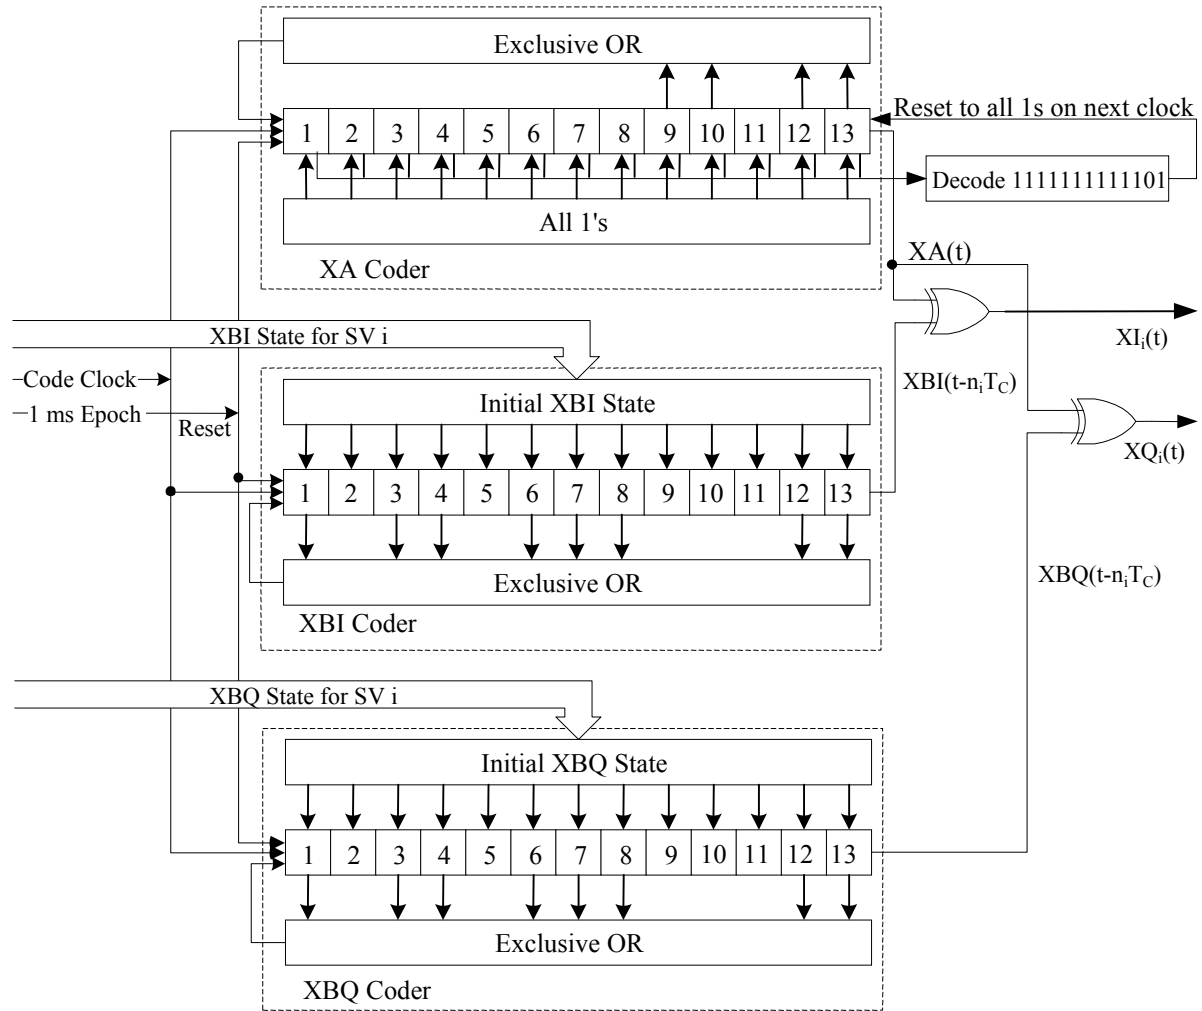 Exclusive OR
Reset to all 1s on next clock
1 2 3 4 5 6 7 8 9 10 11 12 13
Decode 1111111111101
All 1's
XA Coder
XA(t)
XBI State for SV i
XIᵢ(t)
Code Clock
1 ms Epoch
Reset
Initial XBI State
XBI(t-nᵢT_C)
XQᵢ(t)
1 2 3 4 5 6 7 8 9 10 11 12 13
Exclusive OR
XBI Coder
XBQ(t-nᵢT_C)
XBQ State for SV i
Initial XBQ State
1 2 3 4 5 6 7 8 9 10 11 12 13
Exclusive OR
XBQ Coder